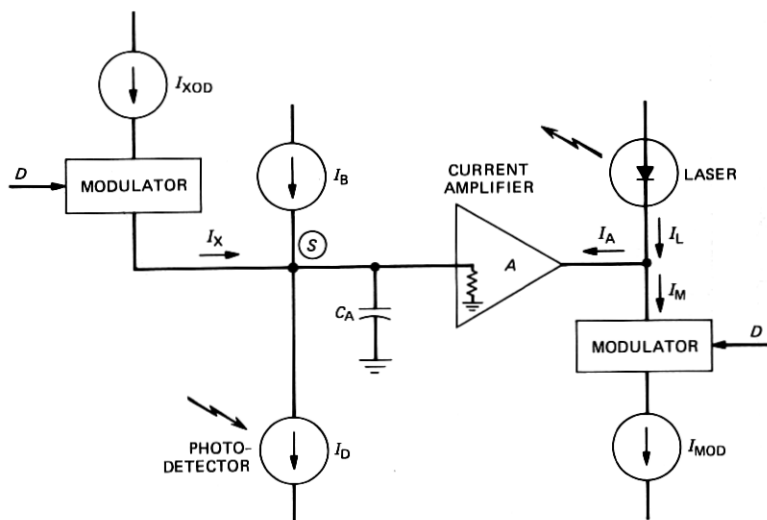 I_XOD
D
MODULATOR
I_X
I_B
S
C_A
CURRENT
AMPLIFIER
A
I_A
I_L
LASER
I_M
MODULATOR
D
PHOTO-
DETECTOR
I_D
I_MOD